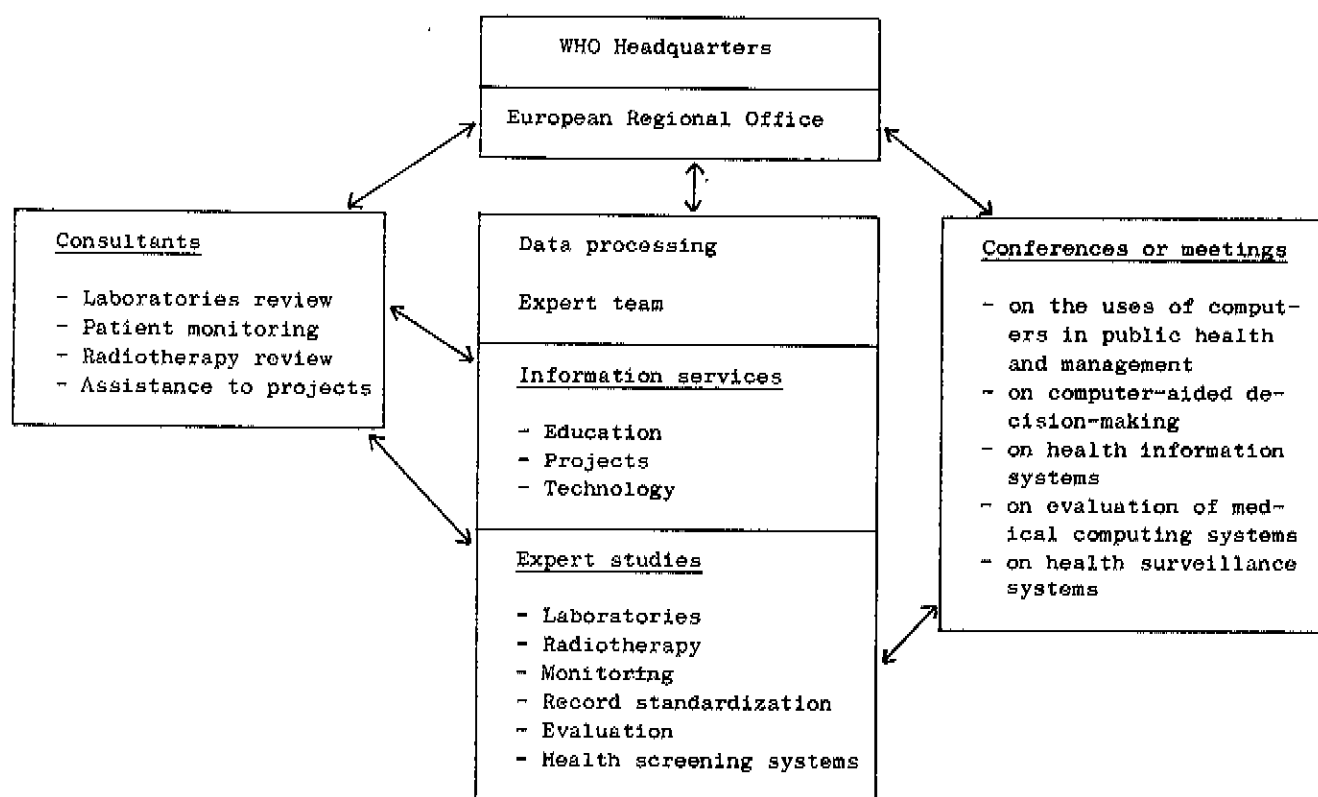 WHO Headquarters
European Regional Office
Consultants
- Laboratories review
- Patient monitoring
- Radiotherapy review
- Assistance to projects
Data processing
Expert team
Information services
- Education
- Projects
- Technology
Expert studies
- Laboratories
- Radiotherapy
- Monitoring
- Record standardization
- Evaluation
- Health screening systems
Conferences or meetings
- on the uses of comput-
ers in public health
and management
- on computer-aided de-
cision-making
- on health information
systems
- on evaluation of med-
ical computing systems
- on health surveillance
systems